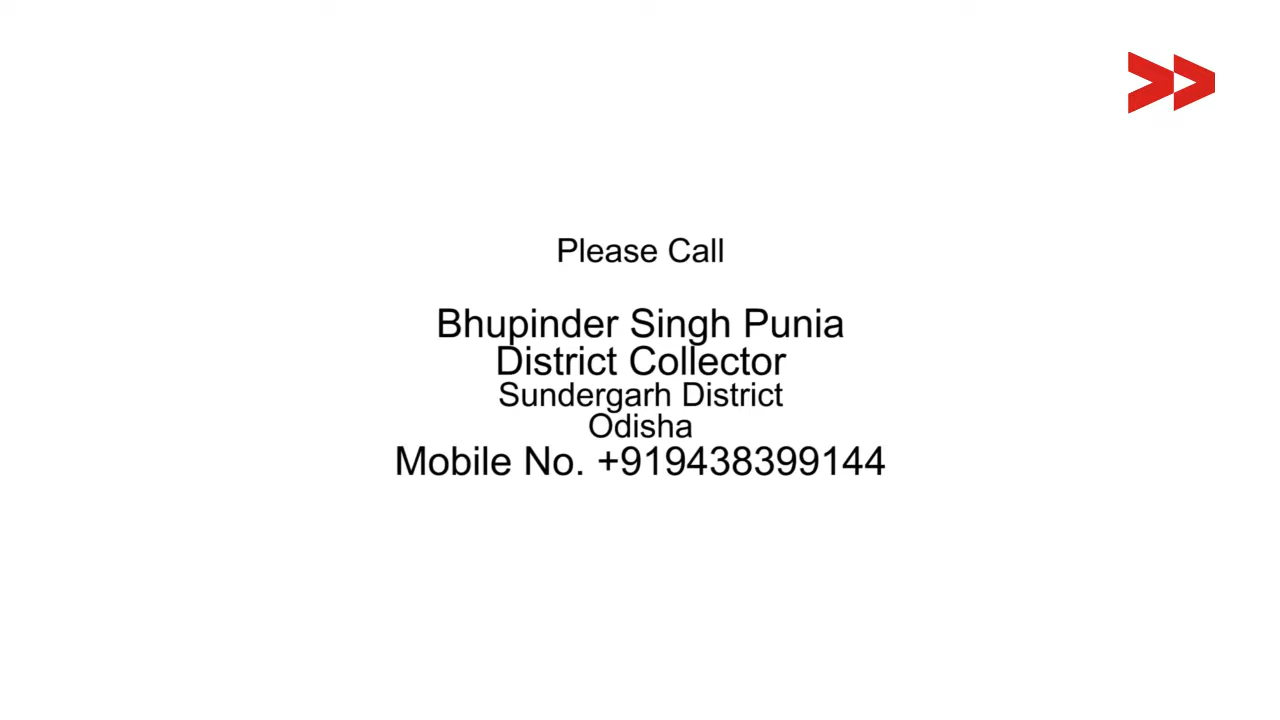 Please Call
Bhupinder Singh Punia
District Collector
Sundergarh District
Odisha
Mobile No. +919438399144